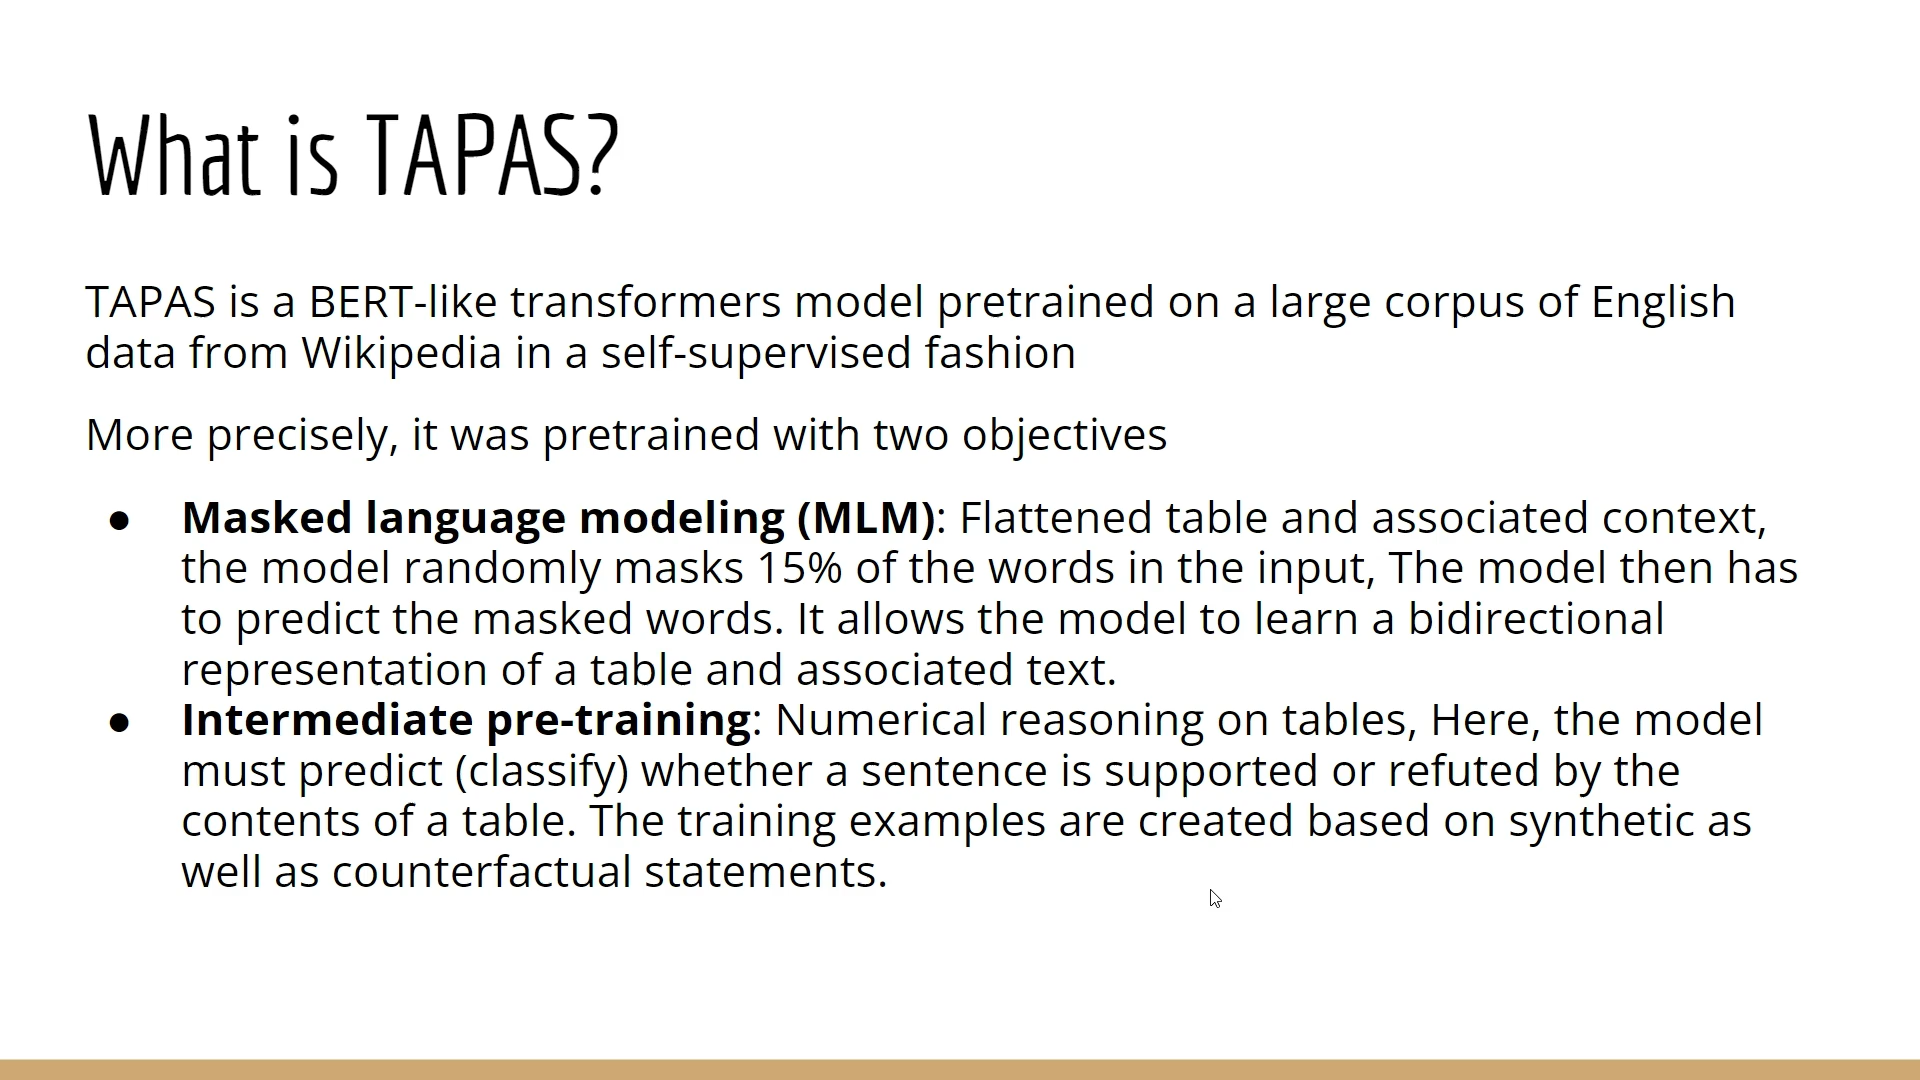 What is TAPAS?
TAPAS is a BERT-like transformers model pretrained on a large corpus of English
data from Wikipedia in a self-supervised fashion
More precisely, it was pretrained with two objectives
● Masked language modeling (MLM): Flattened table and associated context,
the model randomly masks 15% of the words in the input, The model then has
to predict the masked words. It allows the model to learn a bidirectional
representation of a table and associated text.
● Intermediate pre-training: Numerical reasoning on tables, Here, the model
must predict (classify) whether a sentence is supported or refuted by the
contents of a table. The training examples are created based on synthetic as
well as counterfactual statements.